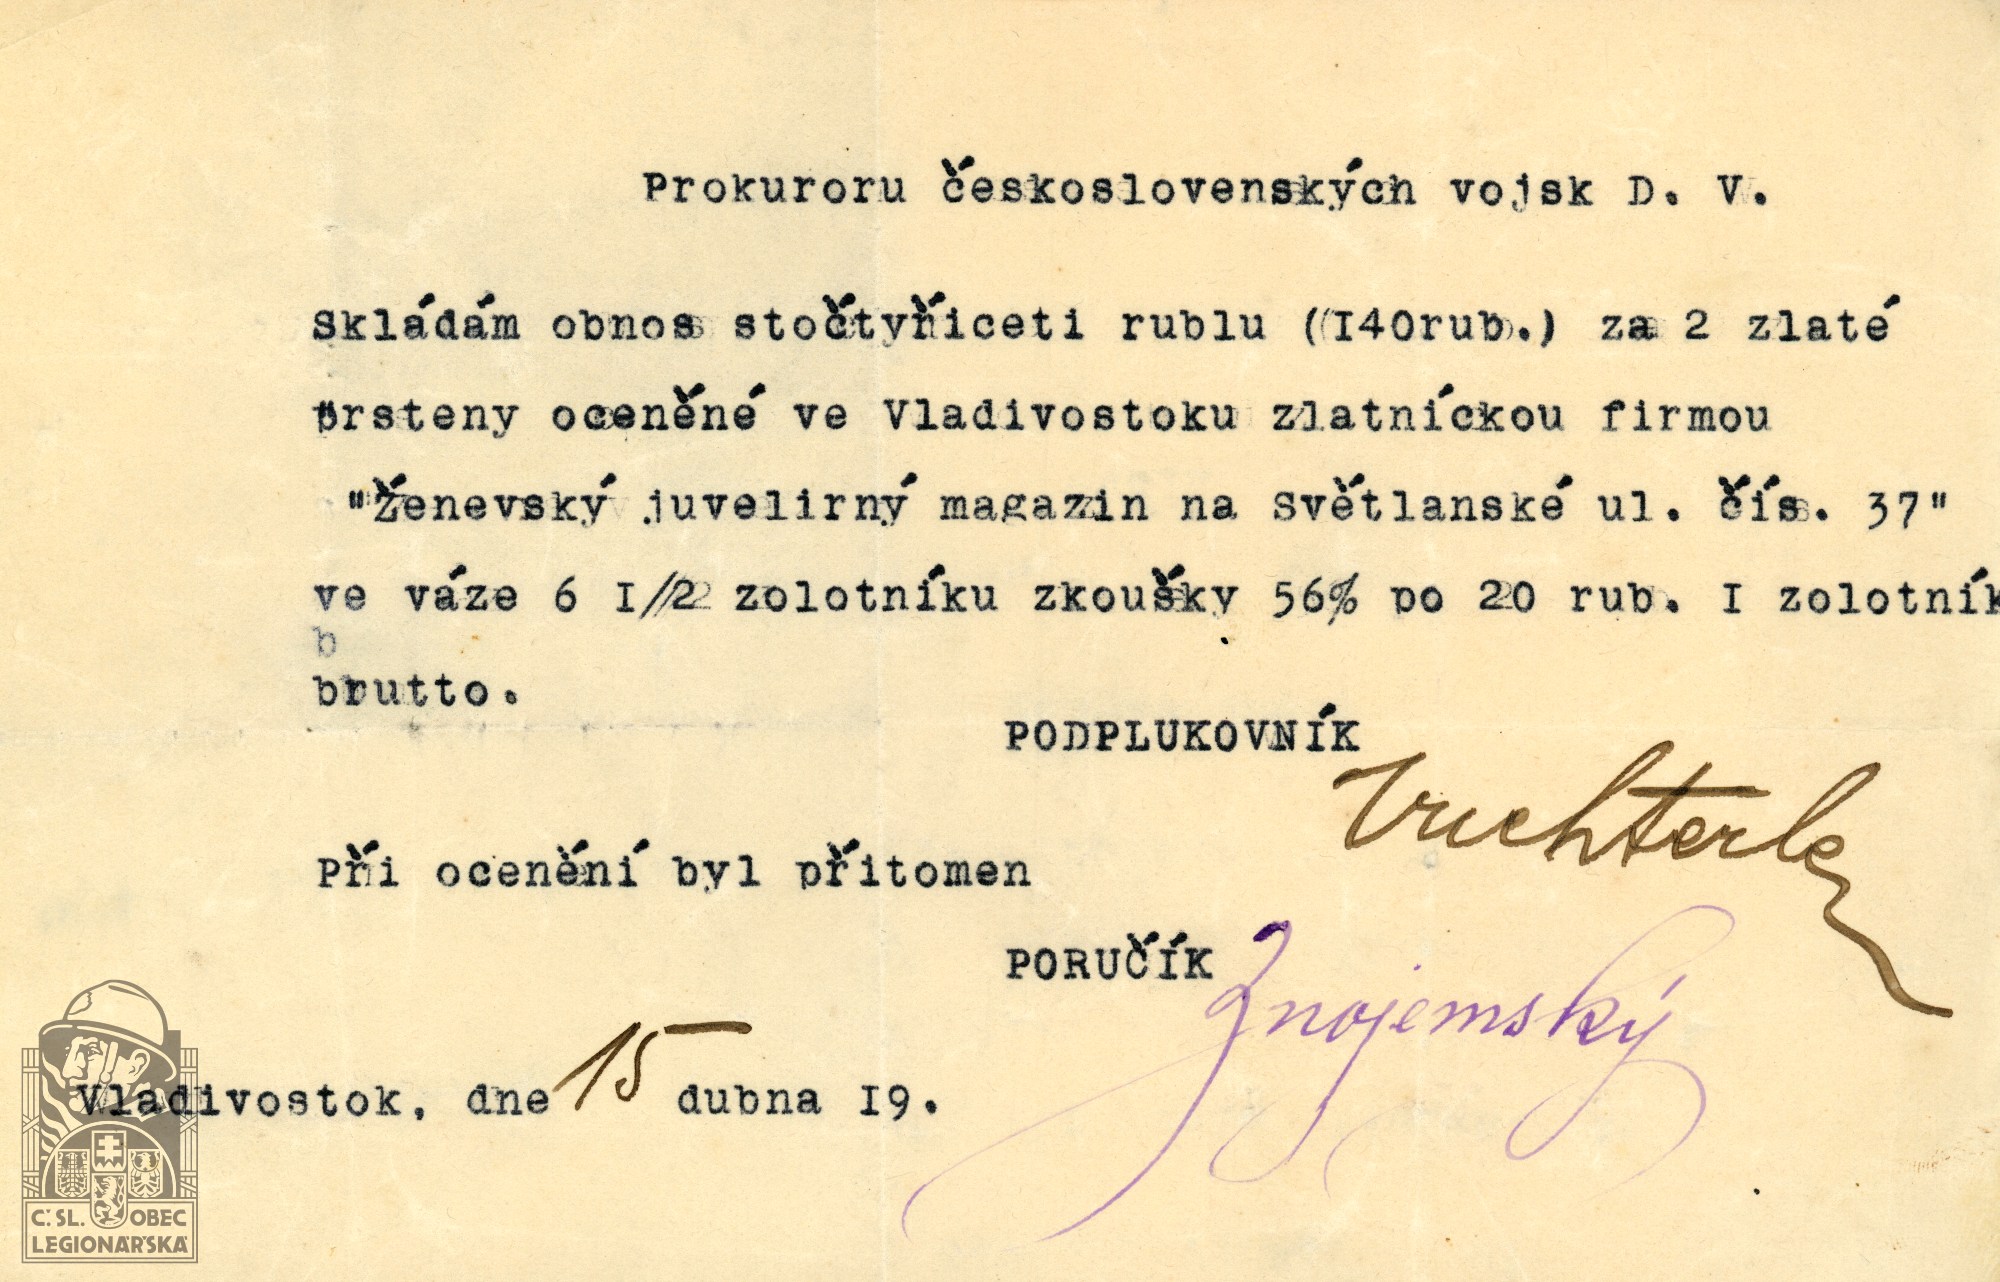 Prokuroru československých vojsk D. V.
Skládám obnos stočtyřiceti rublu (I40rub.) za 2 zlaté
prsteny oceněné ve Vladivostoku zlatníckou firmou
"Ženevský juvelirný magazin na Světlanské ul. čís. 37"
ve váze 6 I/2 zolotníku zkoušky 56% po 20 rub. I zolotník
b
brutto.
PODPLUKOVNÍK
Wuchterle
Při ocenění byl přítomen
PORUČÍK
Znojemský
Vladivostok, dne 15 dubna I9.
Č.SL. OBEC
LEGIONÁŘSKÁ